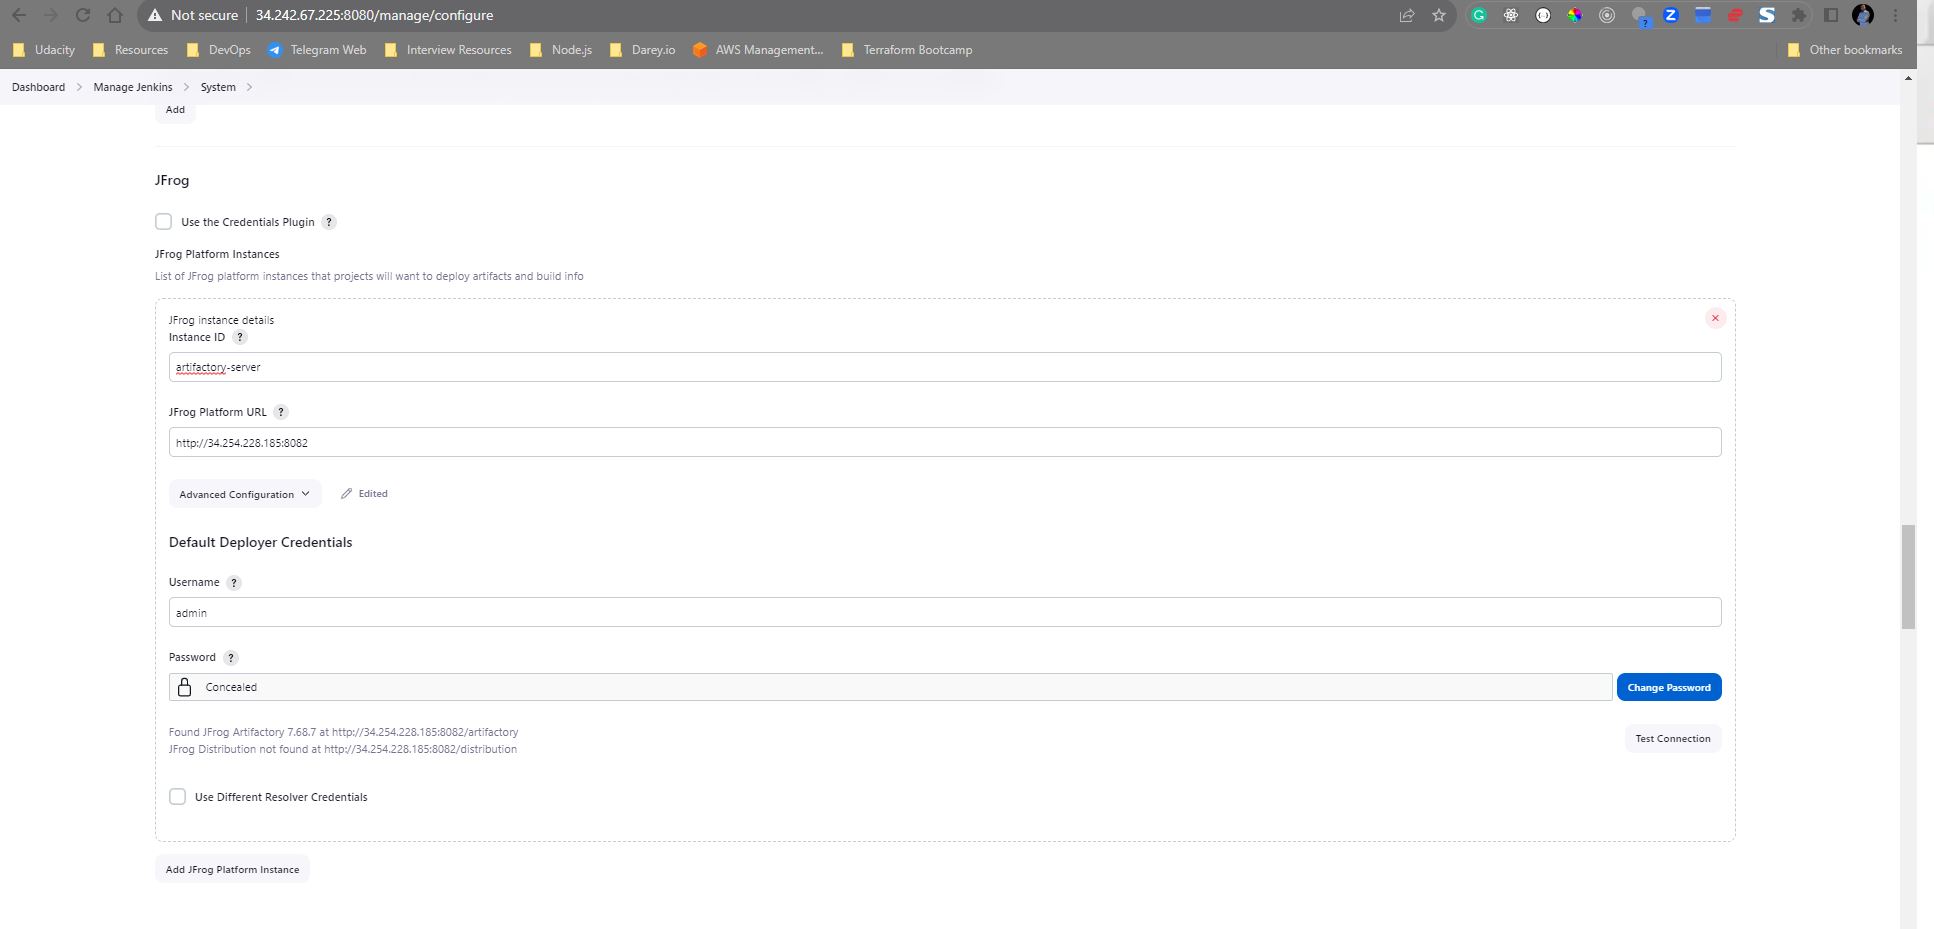 Not secure | 34.242.67.225:8080/manage/configure
Udacity Resources DevOps Telegram Web Interview Resources Node.js Darey.io AWS Management... Terraform Bootcamp Other bookmarks
Dashboard > Manage Jenkins > System >
Add
JFrog
Use the Credentials Plugin ?
JFrog Platform Instances
List of JFrog platform instances that projects will want to deploy artifacts and build info
JFrog instance details
Instance ID ?
artifactory-server
JFrog Platform URL ?
http://34.254.228.185:8082
Advanced Configuration Edited
Default Deployer Credentials
Username ?
admin
Password ?
Concealed Change Password
Found JFrog Artifactory 7.68.7 at http://34.254.228.185:8082/artifactory
JFrog Distribution not found at http://34.254.228.185:8082/distribution
Test Connection
Use Different Resolver Credentials
Add JFrog Platform Instance